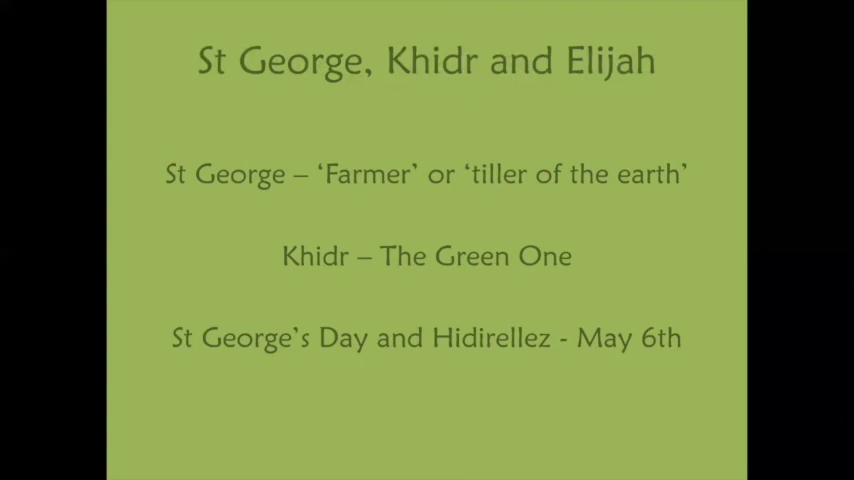 St George, Khidr and Elijah
St George – ‘Farmer’ or ‘tiller of the earth’
Khidr – The Green One
St George’s Day and Hidirellez - May 6th